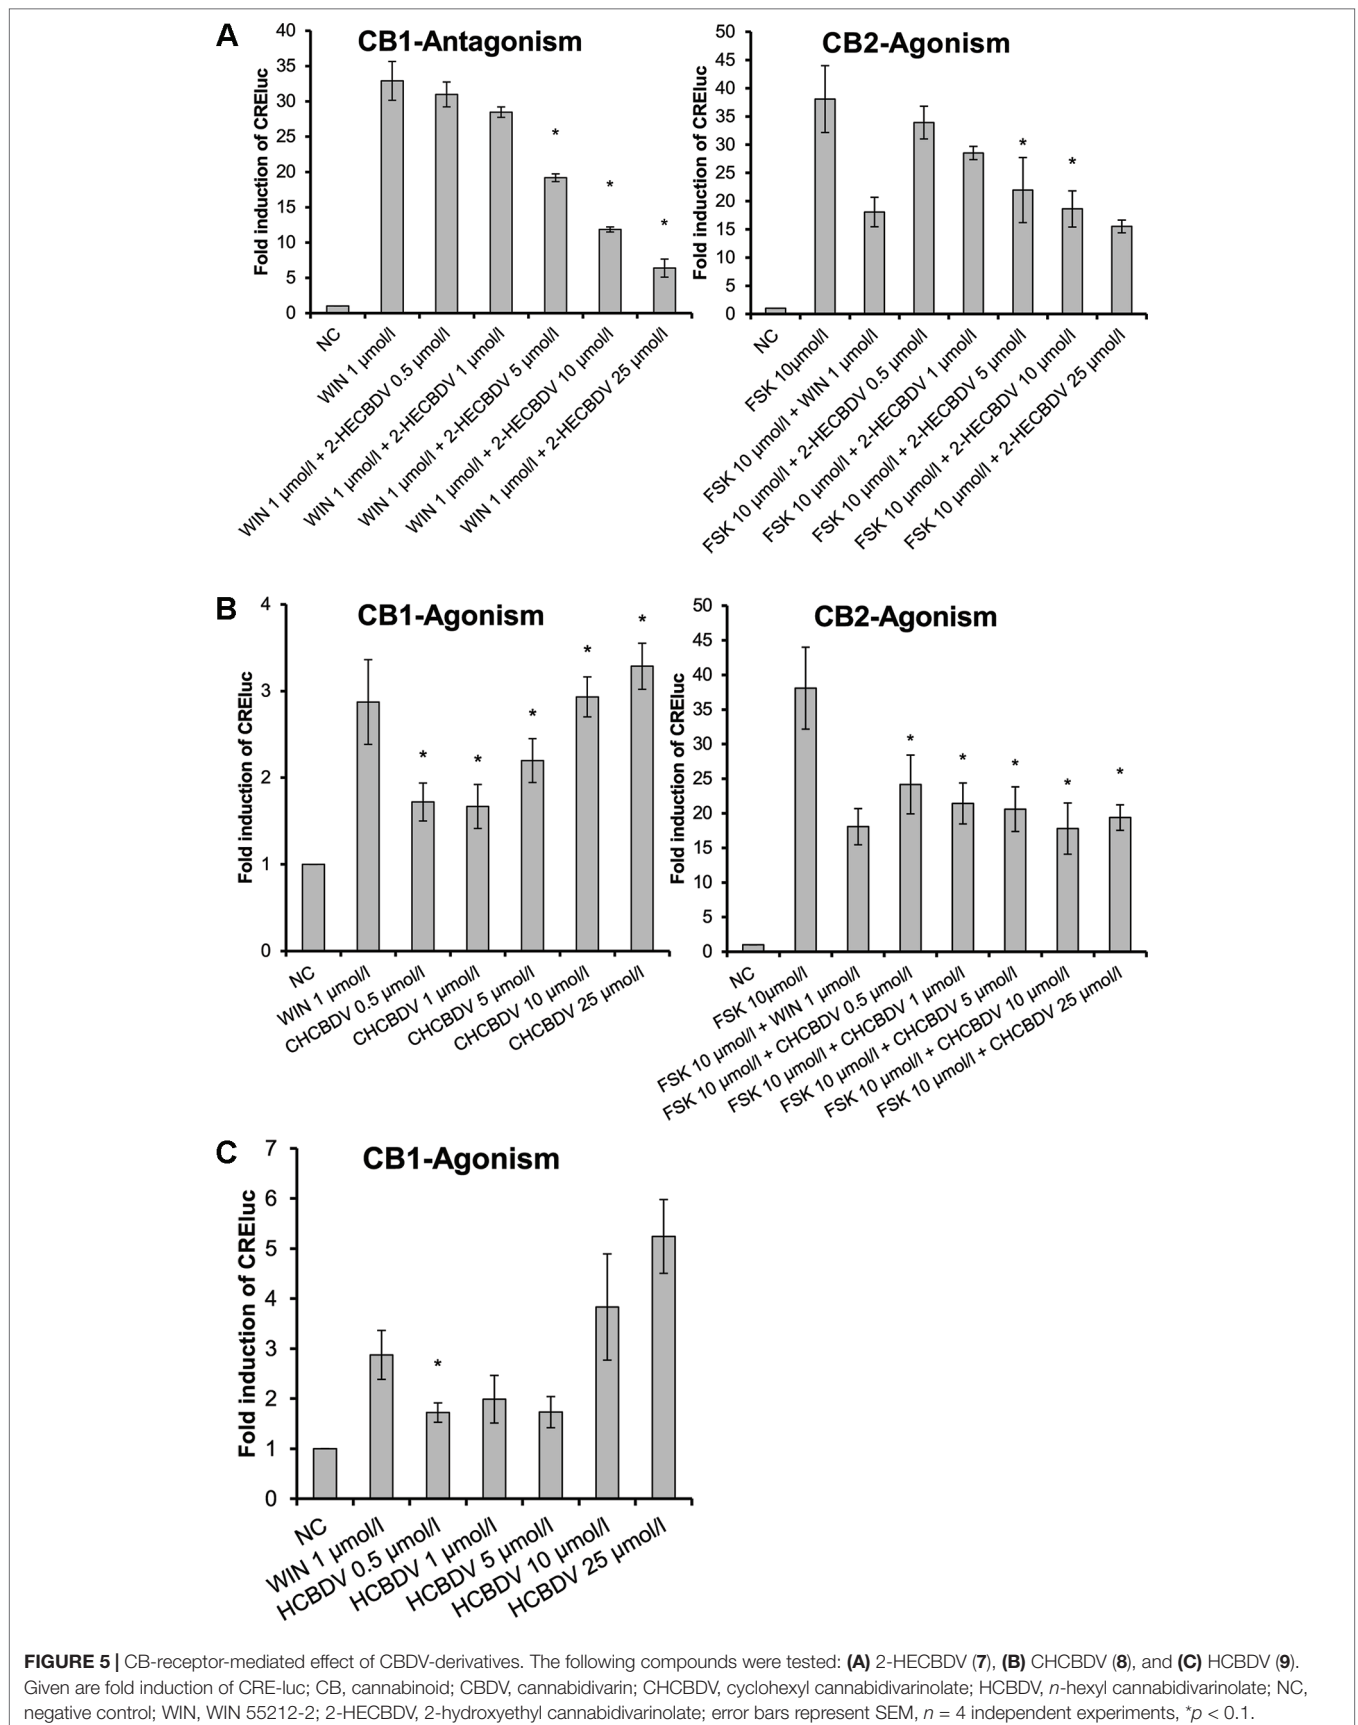 A
CB1-Antagonism
Fold induction of CREluc
40
35
30
25
20
15
10
5
0
*
*
*
NC
WIN 1 µmol/l
WIN 1 µmol/l + 2-HECBDV 0.5 µmol/l
WIN 1 µmol/l + 2-HECBDV 1 µmol/l
WIN 1 µmol/l + 2-HECBDV 5 µmol/l
WIN 1 µmol/l + 2-HECBDV 10 µmol/l
WIN 1 µmol/l + 2-HECBDV 25 µmol/l
CB2-Agonism
Fold induction of CREluc
50
45
40
35
30
25
20
15
10
5
0
*
*
NC
FSK 10µmol/l
FSK 10 µmol/l + WIN 1 µmol/l
FSK 10 µmol/l + 2-HECBDV 0.5 µmol/l
FSK 10 µmol/l + 2-HECBDV 1 µmol/l
FSK 10 µmol/l + 2-HECBDV 5 µmol/l
FSK 10 µmol/l + 2-HECBDV 10 µmol/l
FSK 10 µmol/l + 2-HECBDV 25 µmol/l
B
CB1-Agonism
Fold induction of CREluc
4
3
2
1
0
*
*
*
*
*
NC
WIN 1 µmol/l
CHCBDV 0.5 µmol/l
CHCBDV 1 µmol/l
CHCBDV 5 µmol/l
CHCBDV 10 µmol/l
CHCBDV 25 µmol/l
CB2-Agonism
Fold induction of CREluc
50
45
40
35
30
25
20
15
10
5
0
*
*
*
*
*
NC
FSK 10µmol/l
FSK 10 µmol/l + WIN 1 µmol/l
FSK 10 µmol/l + CHCBDV 0.5 µmol/l
FSK 10 µmol/l + CHCBDV 1 µmol/l
FSK 10 µmol/l + CHCBDV 5 µmol/l
FSK 10 µmol/l + CHCBDV 10 µmol/l
FSK 10 µmol/l + CHCBDV 25 µmol/l
C
CB1-Agonism
Fold induction of CREluc
7
6
5
4
3
2
1
0
*
NC
WIN 1 µmol/l
HCBDV 0.5 µmol/l
HCBDV 1 µmol/l
HCBDV 5 µmol/l
HCBDV 10 µmol/l
HCBDV 25 µmol/l
FIGURE 5 | CB-receptor-mediated effect of CBDV-derivatives. The following compounds were tested: (A) 2-HECBDV (7), (B) CHCBDV (8), and (C) HCBDV (9).
Given are fold induction of CRE-luc; CB, cannabinoid; CBDV, cannabidivarin; CHCBDV, cyclohexyl cannabidivarinolate; HCBDV, n-hexyl cannabidivarinolate; NC,
negative control; WIN, WIN 55212-2; 2-HECBDV, 2-hydroxyethyl cannabidivarinolate; error bars represent SEM, n = 4 independent experiments, *p < 0.1.